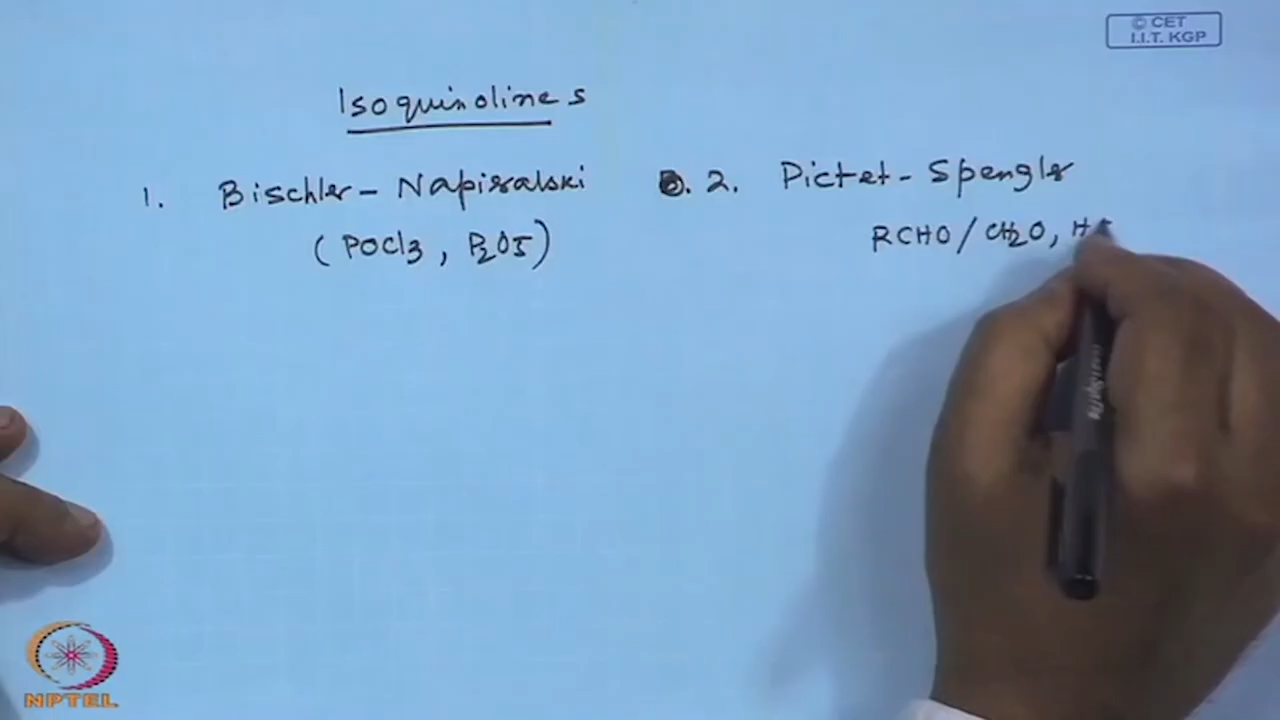 © CET
I.I.T. KGP
Isoquinolines
1. Bischler - Napieralski
(POCl3, P2O5)
2. Pictet - Spengler
RCHO / CH2O, H
NPTEL